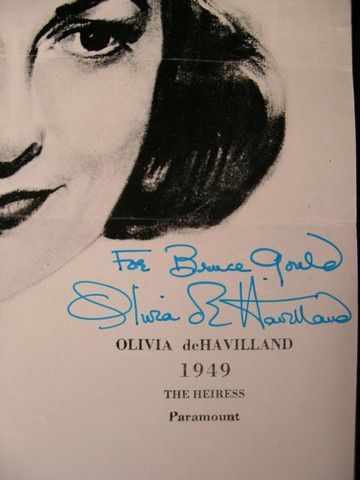 For Bruce Gould
Olivia de Havilland
OLIVIA deHAVILLAND
1949
THE HEIRESS
Paramount